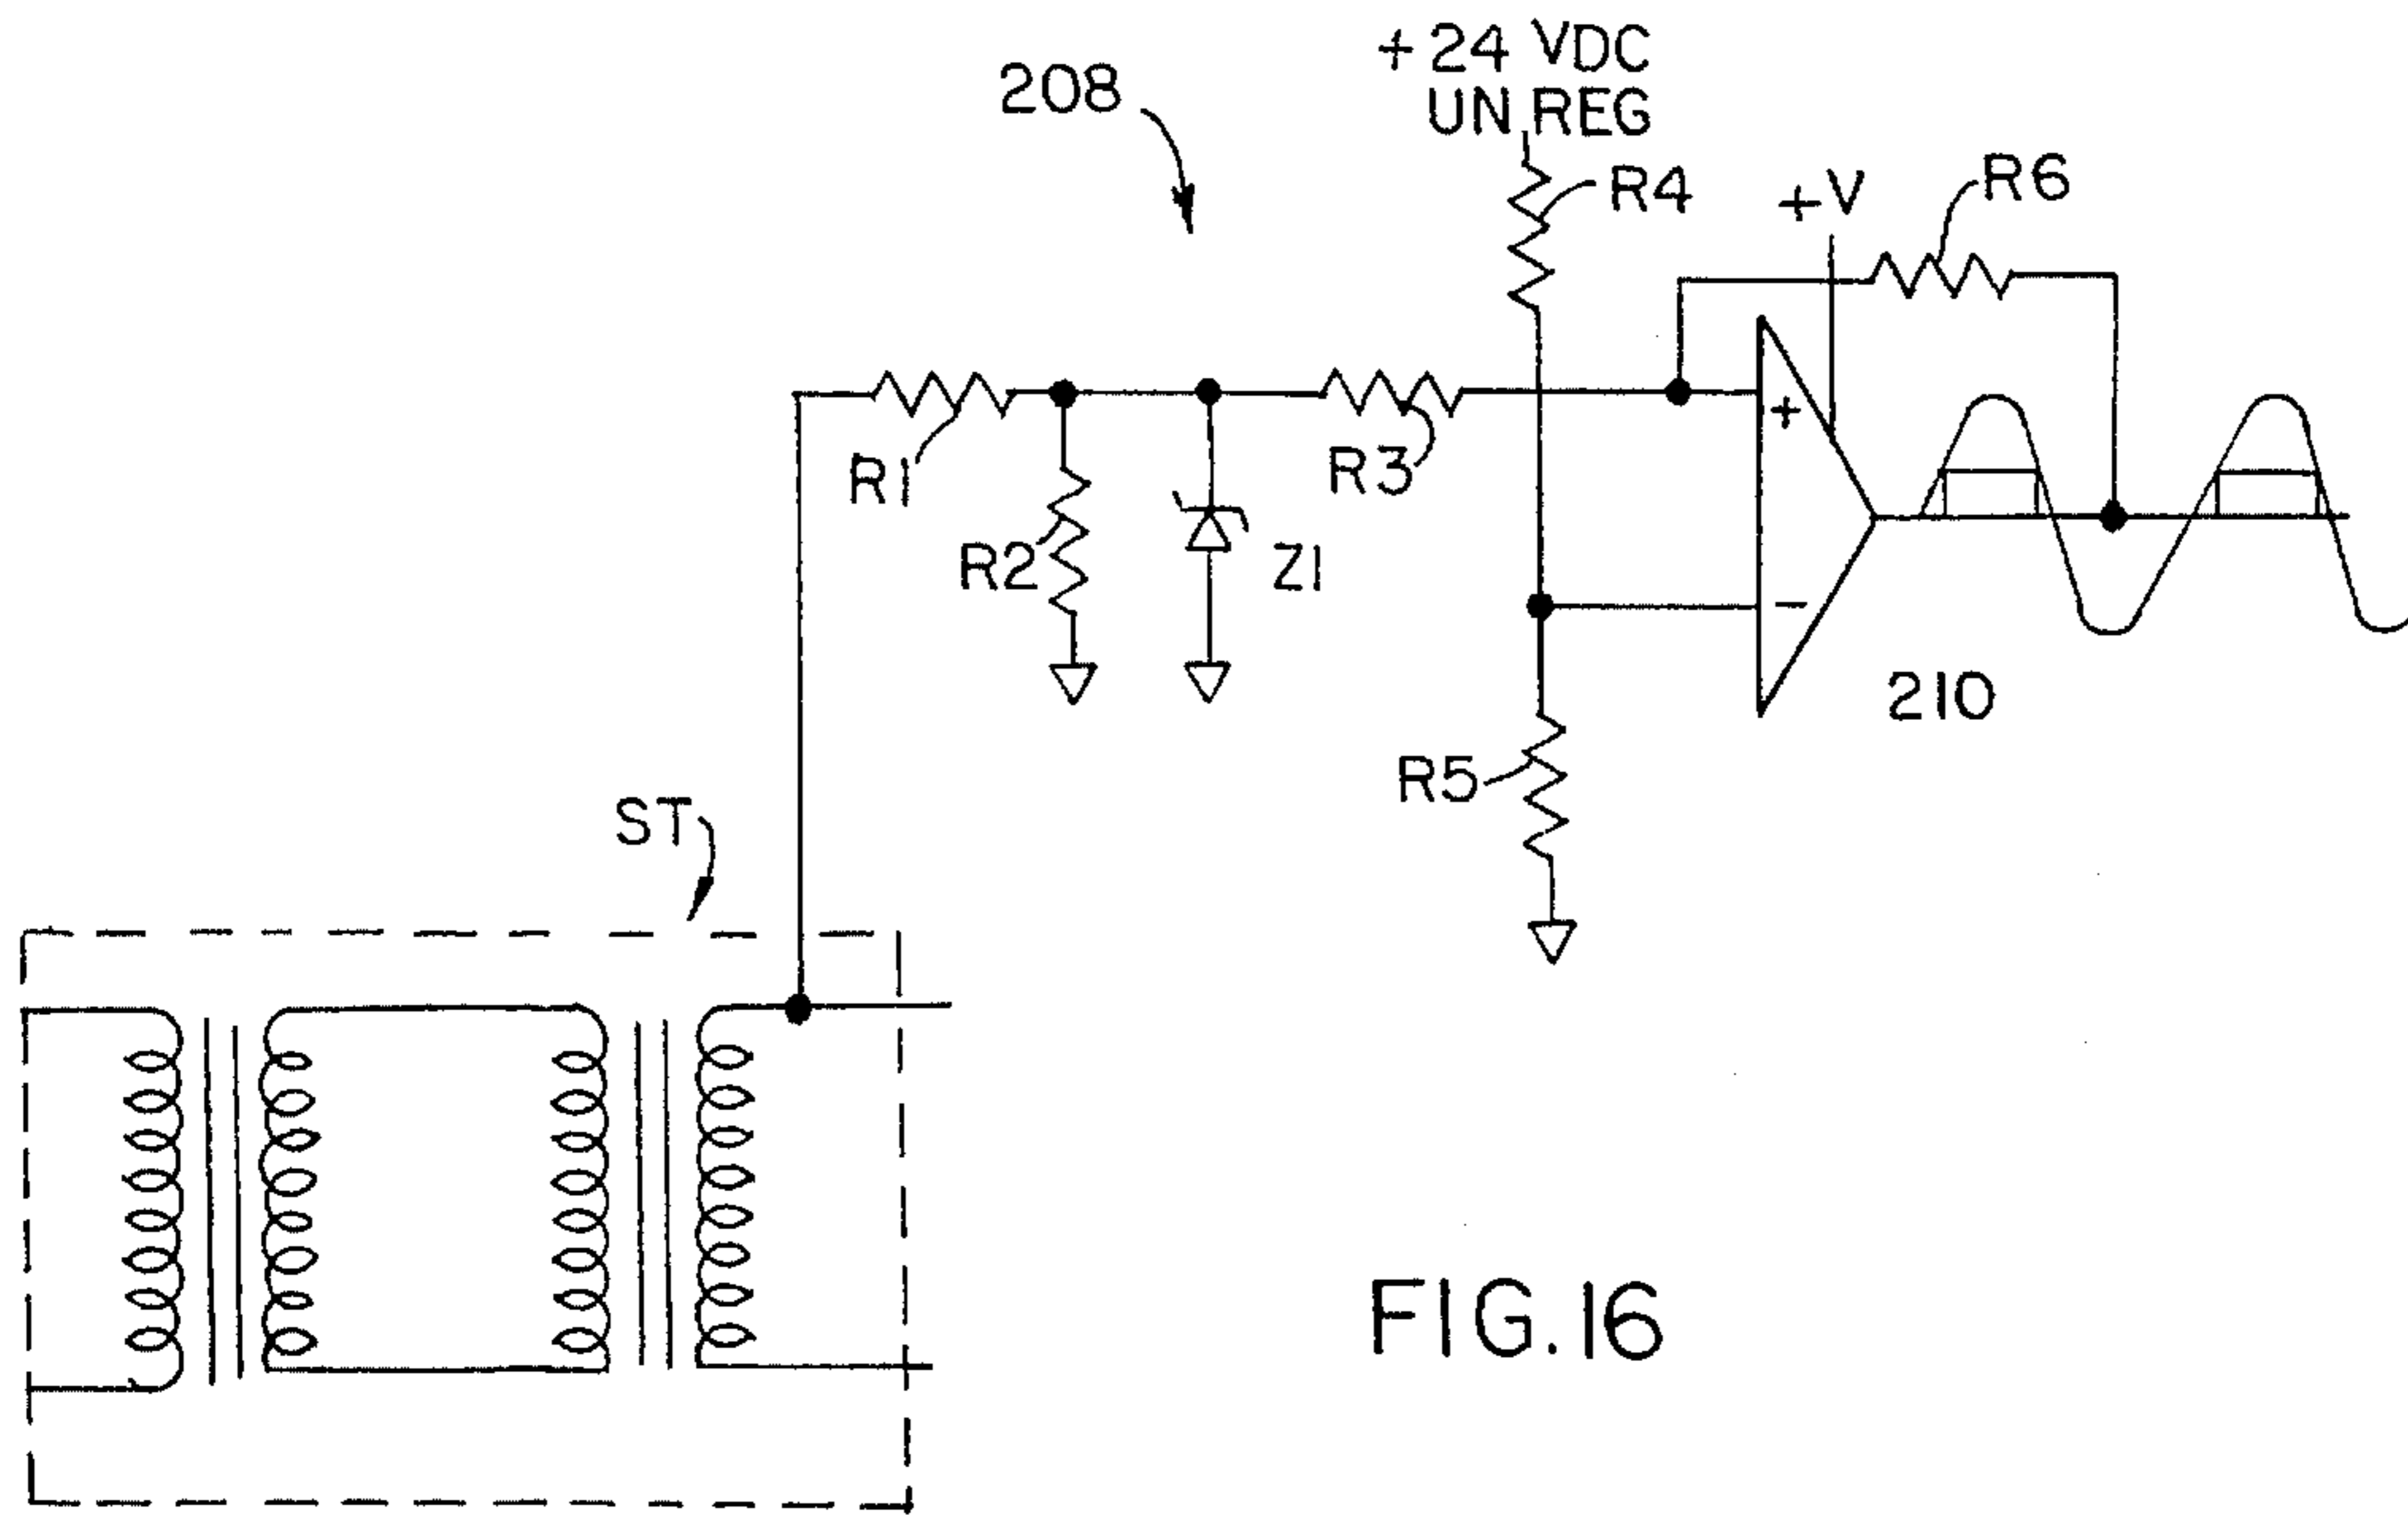 208
+24 VDC
UN REG
R4
+V
R6
R1
R3
+
R2
Z1
-
210
R5
ST
FIG.16